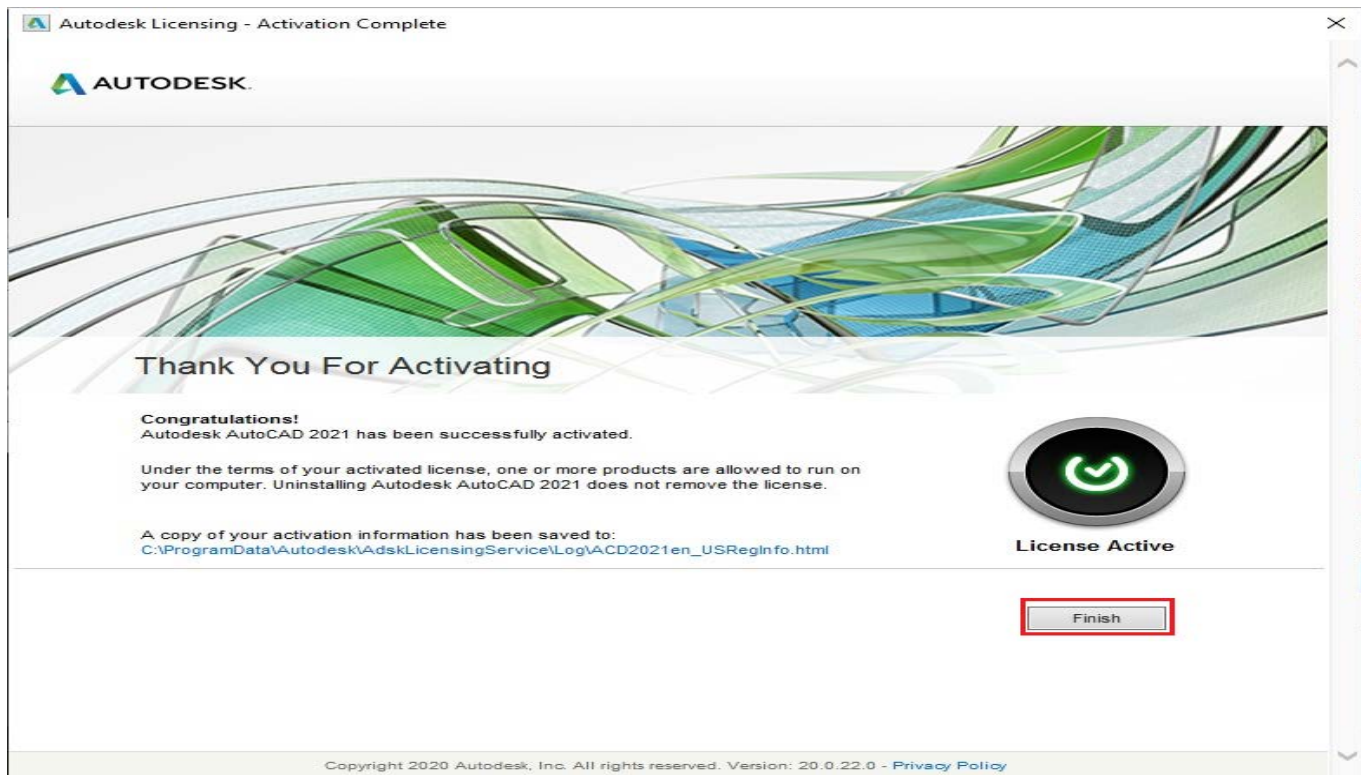 Autodesk Licensing - Activation Complete
AUTODESK.
Thank You For Activating
Congratulations!
Autodesk AutoCAD 2021 has been successfully activated.
Under the terms of your activated license, one or more products are allowed to run on
your computer. Uninstalling Autodesk AutoCAD 2021 does not remove the license.
A copy of your activation information has been saved to:
C:\ProgramData\Autodesk\AdskLicensingService\Log\ACD2021en_USRegInfo.html
License Active
Finish
Copyright 2020 Autodesk, Inc. All rights reserved. Version: 20.0.22.0 - Privacy Policy